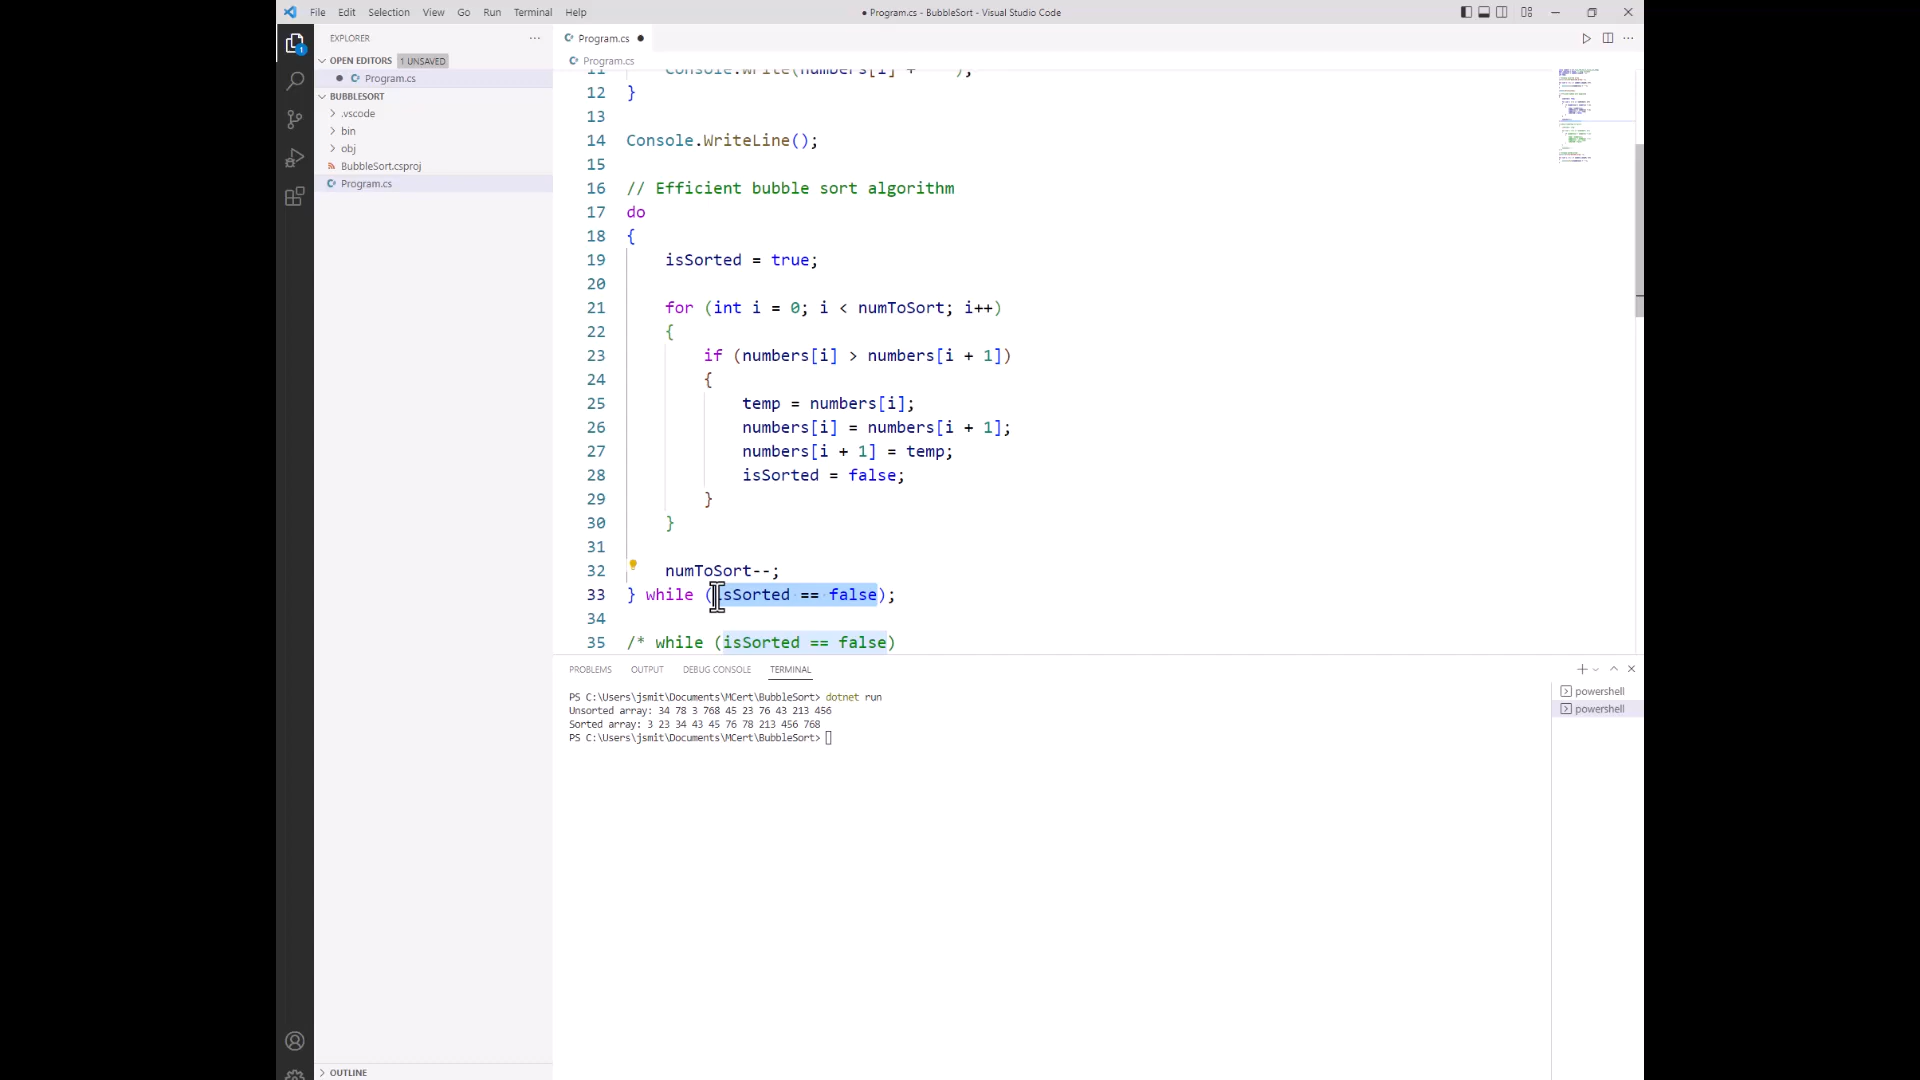 File Edit Selection View Go Run Terminal Help
● Program.cs - BubbleSort - Visual Studio Code
EXPLORER
OPEN EDITORS 1 UNSAVED
Program.cs
BUBBLESORT
.vscode
bin
obj
BubbleSort.csproj
Program.cs
OUTLINE
1
Program.cs
Program.cs
11 Console.Write(numbers[i] +
12 }
13
14 Console.WriteLine();
15
16 // Efficient bubble sort algorithm
17 do
18 {
19 isSorted = true;
20
21 for (int i = 0; i < numToSort; i++)
22 {
23 if (numbers[i] > numbers[i + 1])
24 {
25 temp = numbers[i];
26 numbers[i] = numbers[i + 1];
27 numbers[i + 1] = temp;
28 isSorted = false;
29 }
30 }
31
32 numToSort--;
33 } while (isSorted == false);
34
35 /* while (isSorted == false)
PROBLEMS OUTPUT DEBUG CONSOLE TERMINAL
PS C:\Users\jsmit\Documents\MCert\BubbleSort> dotnet run
Unsorted array: 34 78 3 768 45 23 76 43 213 456
Sorted array: 3 23 34 43 45 76 78 213 456 768
PS C:\Users\jsmit\Documents\MCert\BubbleSort>
powershell
powershell